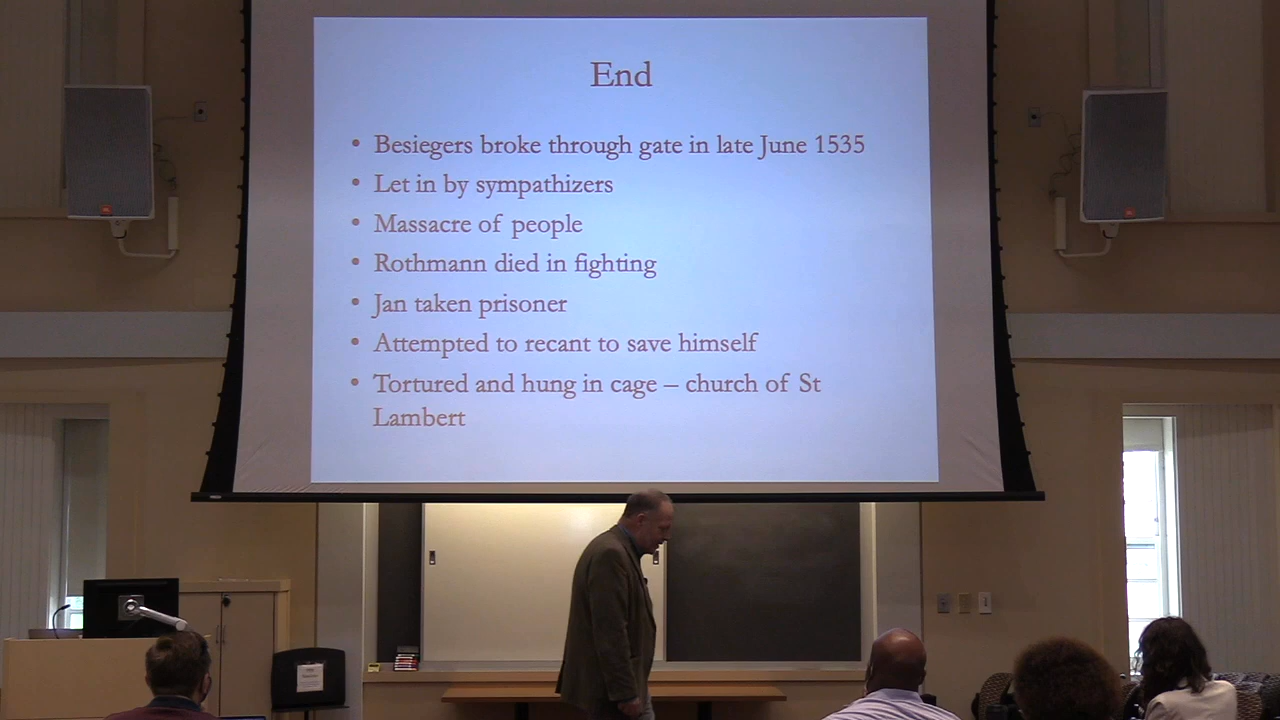 End
• Besiegers broke through gate in late June 1535
• Let in by sympathizers
• Massacre of people
• Rothmann died in fighting
• Jan taken prisoner
• Attempted to recant to save himself
• Tortured and hung in cage – church of St
Lambert